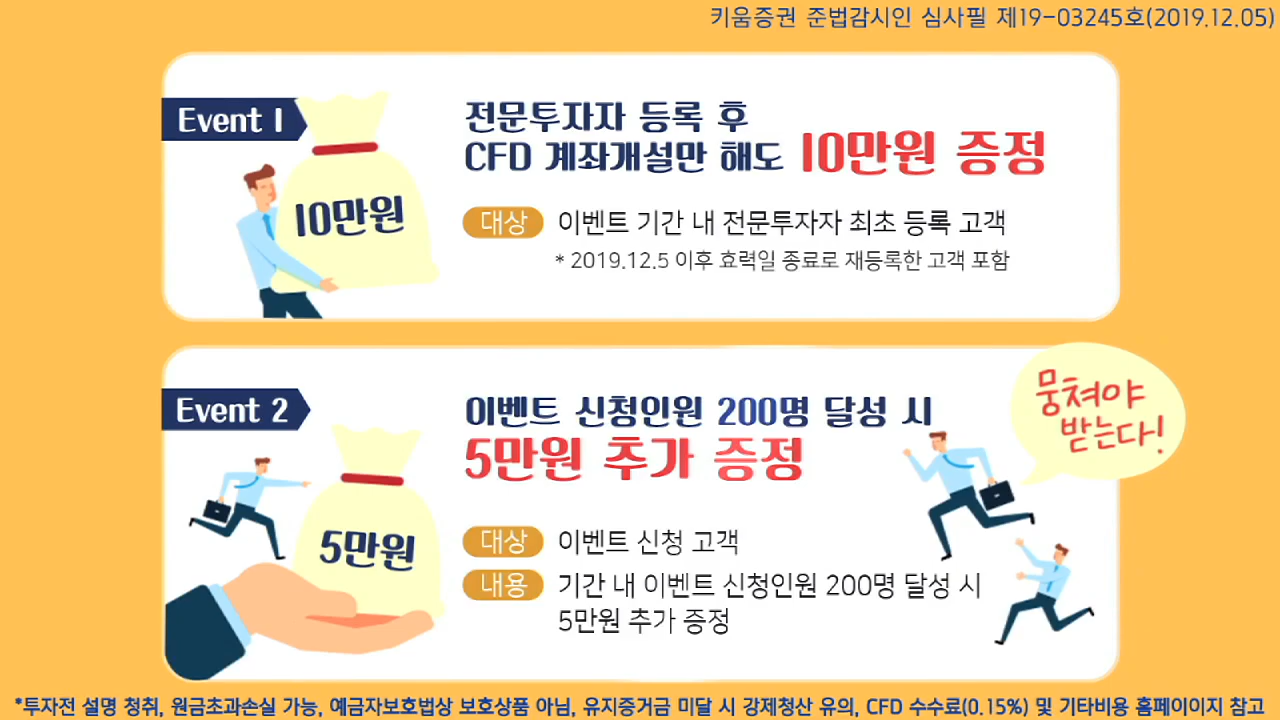 키움증권 준법감시인 심사필 제19-03245호(2019.12.05)
Event 1
10만원
전문투자자 등록 후
CFD 계좌개설만 해도 10만원 증정
대상 이벤트 기간 내 전문투자자 최초 등록 고객
* 2019.12.5 이후 효력일 종료로 재등록한 고객 포함
Event 2
5만원
이벤트 신청인원 200명 달성 시
5만원 추가 증정
뭉쳐야
받는다!
대상 이벤트 신청 고객
내용 기간 내 이벤트 신청인원 200명 달성 시
5만원 추가 증정
*투자전 설명 청취, 원금초과손실 가능, 예금자보호법상 보호상품 아님, 유지증거금 미달 시 강제청산 유의, CFD 수수료(0.15%) 및 기타비용 홈페이이지 참고